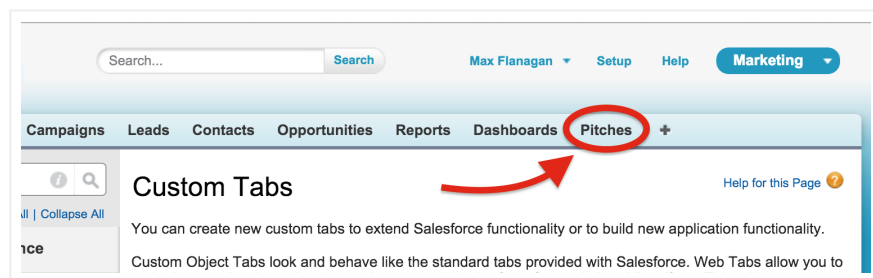 Search... Search Max Flanagan Setup Help Marketing
Campaigns Leads Contacts Opportunities Reports Dashboards Pitches +
Custom Tabs
Help for this Page ?
All | Collapse All
You can create new custom tabs to extend Salesforce functionality or to build new application functionality.
Custom Object Tabs look and behave like the standard tabs provided with Salesforce. Web Tabs allow you to